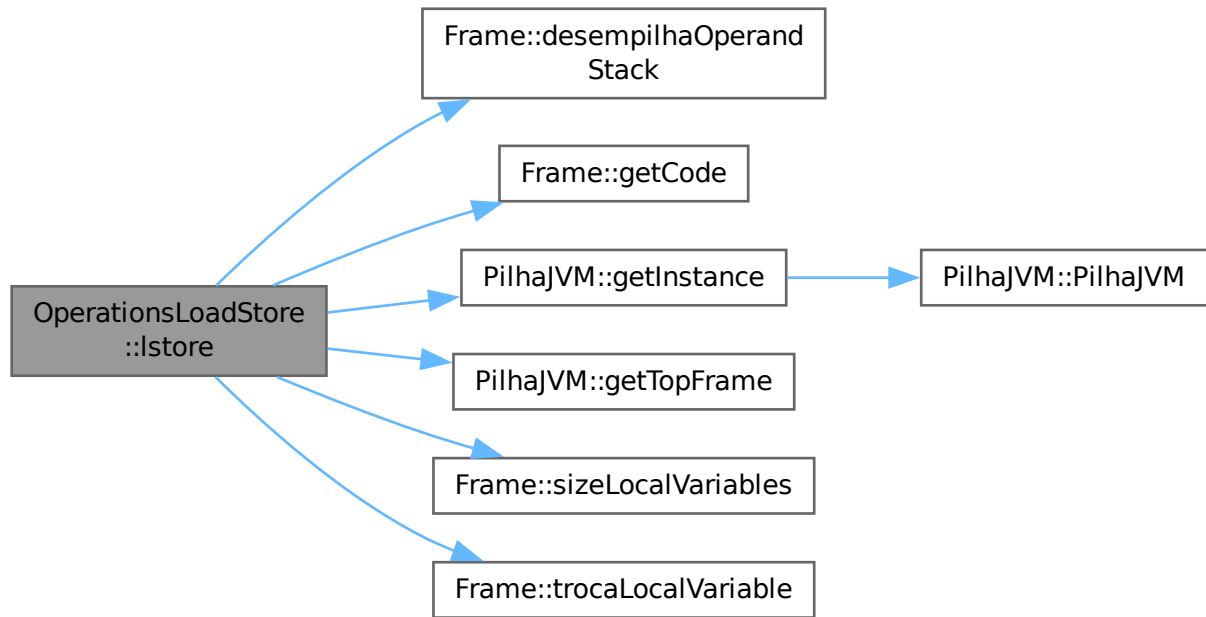 Frame::desempilhaOperand
Stack
Frame::getCode
PilhaJVM::getInstance
PilhaJVM::PilhaJVM
OperationsLoadStore
::lstore
PilhaJVM::getTopFrame
Frame::sizeLocalVariables
Frame::trocaLocalVariable